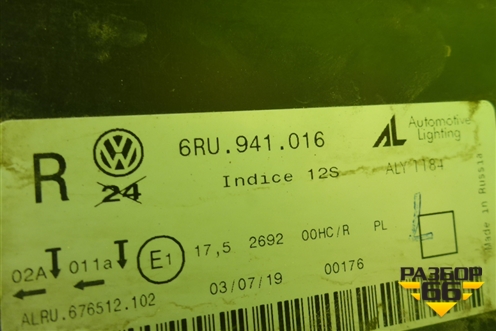 R
24
6RU.941.016
Indice 12S
AL Automotive Lighting
ALY 1184
Made in Russia
02A 011a
E1
17,5 2692 00HC/R PL
L
03/07/19 00176
ALRU.676512.102
РАЗБОР
66